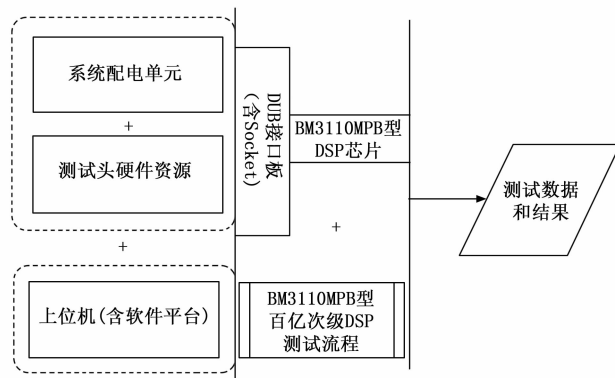 系统配电单元
+
测试头硬件资源
+
上位机(含软件平台)
DUB接口板
(含Socket)
BM3110MPB型
DSP芯片
+
BM3110MPB型
百亿次级DSP
测试流程
测试数据
和结果